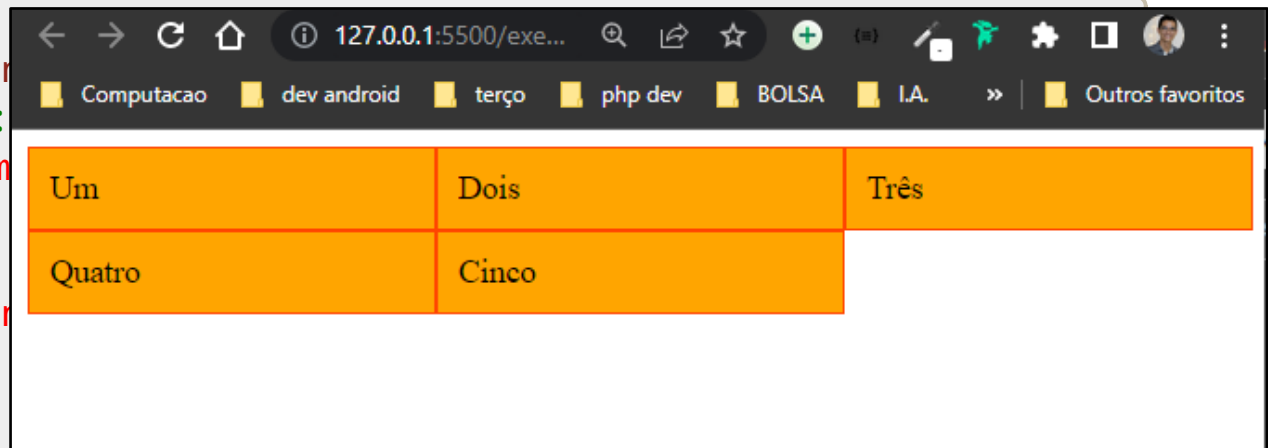 127.0.0.1:5500/exe...
Computacao dev android terço php dev BOLSA I.A. » Outros favoritos
Um Dois Três
Quatro Cinco